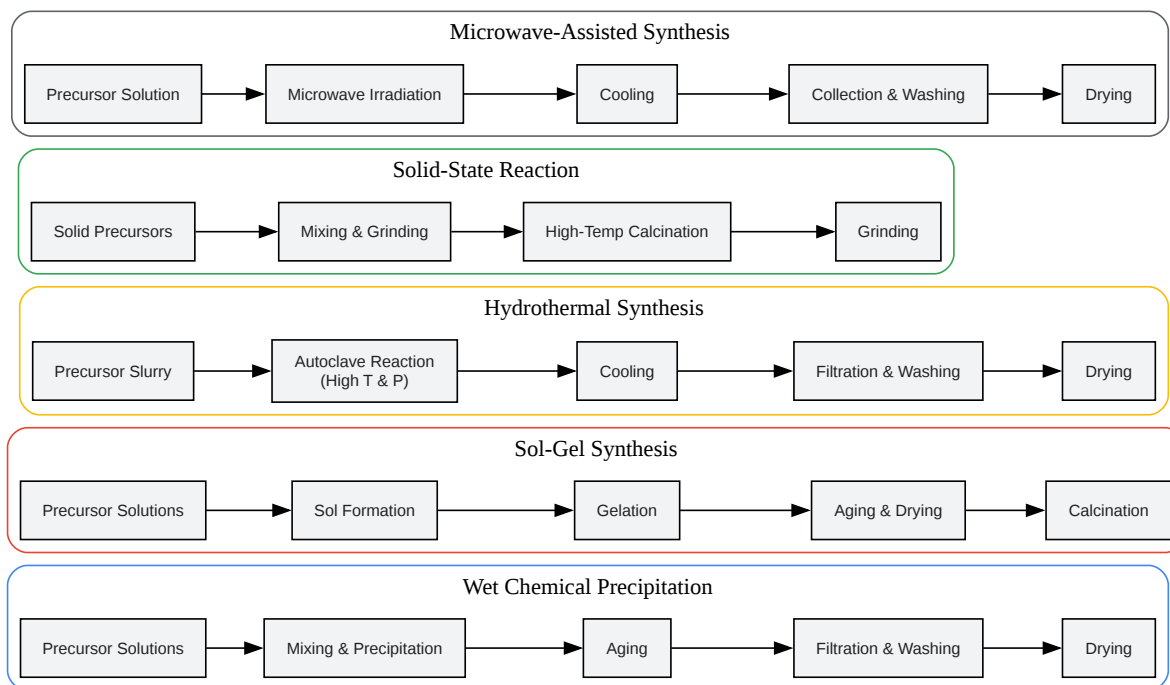 Microwave-Assisted Synthesis
Precursor Solution
Microwave Irradiation
Cooling
Collection & Washing
Drying
Solid-State Reaction
Solid Precursors
Mixing & Grinding
High-Temp Calcination
Grinding
Hydrothermal Synthesis
Precursor Slurry
Autoclave Reaction
(High T & P)
Cooling
Filtration & Washing
Drying
Sol-Gel Synthesis
Precursor Solutions
Sol Formation
Gelation
Aging & Drying
Calcination
Wet Chemical Precipitation
Precursor Solutions
Mixing & Precipitation
Aging
Filtration & Washing
Drying